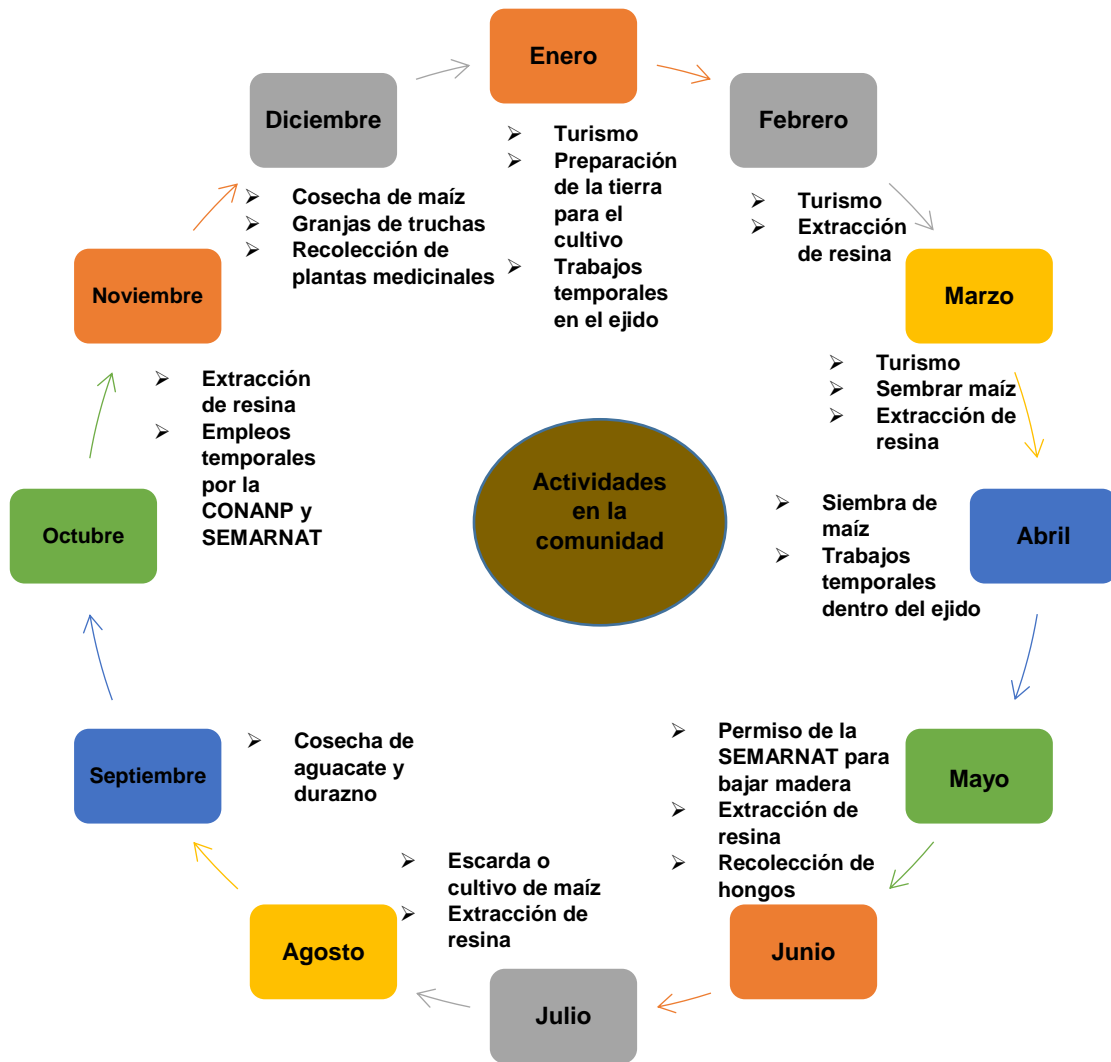 Enero
➢ Turismo
➢ Preparación
de la tierra
para el
cultivo
➢ Trabajos
temporales
en el ejido
Febrero
➢ Turismo
➢ Extracción
de resina
Marzo
➢ Turismo
➢ Sembrar maíz
➢ Extracción de
resina
Abril
➢ Siembra de
maíz
➢ Trabajos
temporales
dentro del ejido
Mayo
➢ Permiso de la
SEMARNAT para
bajar madera
➢ Extracción de
resina
➢ Recolección de
hongos
Junio
Julio
➢ Escarda o
cultivo de maíz
➢ Extracción de
resina
Agosto
Septiembre
➢ Cosecha de
aguacate y
durazno
Octubre
➢ Extracción
de resina
➢ Empleos
temporales
por la
CONANP y
SEMARNAT
Noviembre
Diciembre
➢ Cosecha de maíz
➢ Granjas de truchas
➢ Recolección de
plantas medicinales
Actividades
en la
comunidad